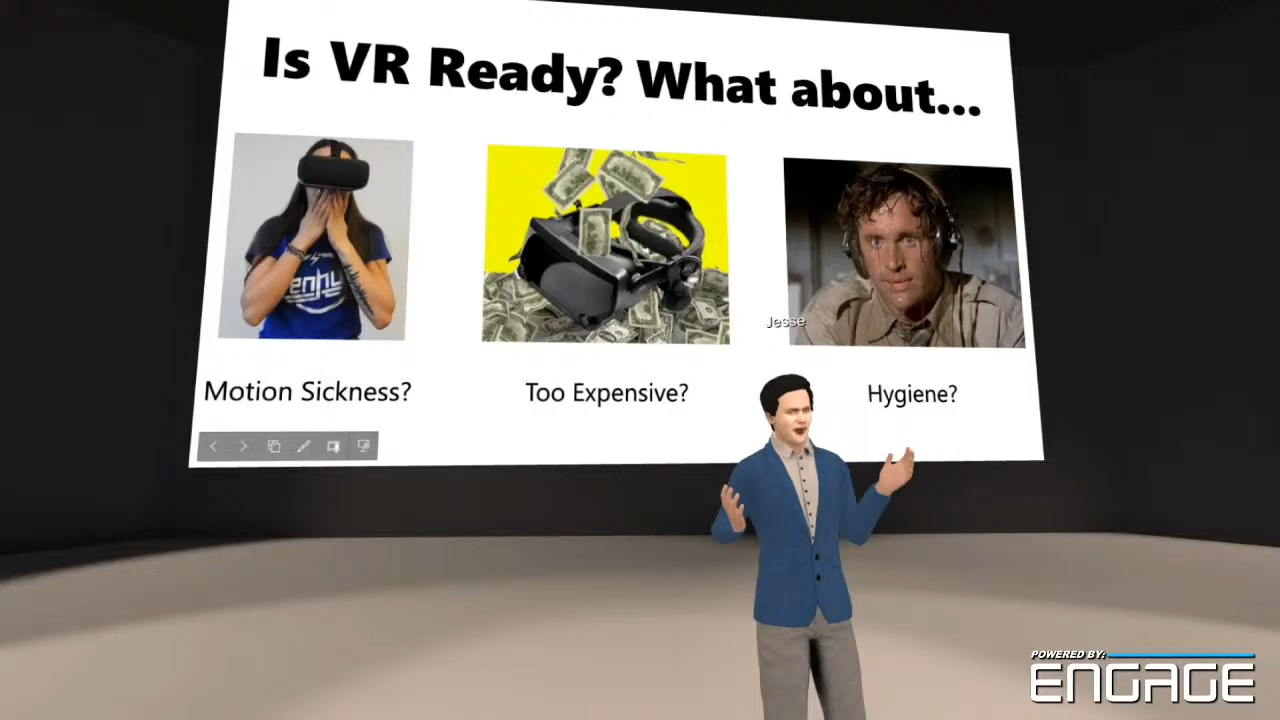 Is VR Ready? What about...
Jesse
Motion Sickness?
Too Expensive?
Hygiene?
POWERED BY:
ENGAGE